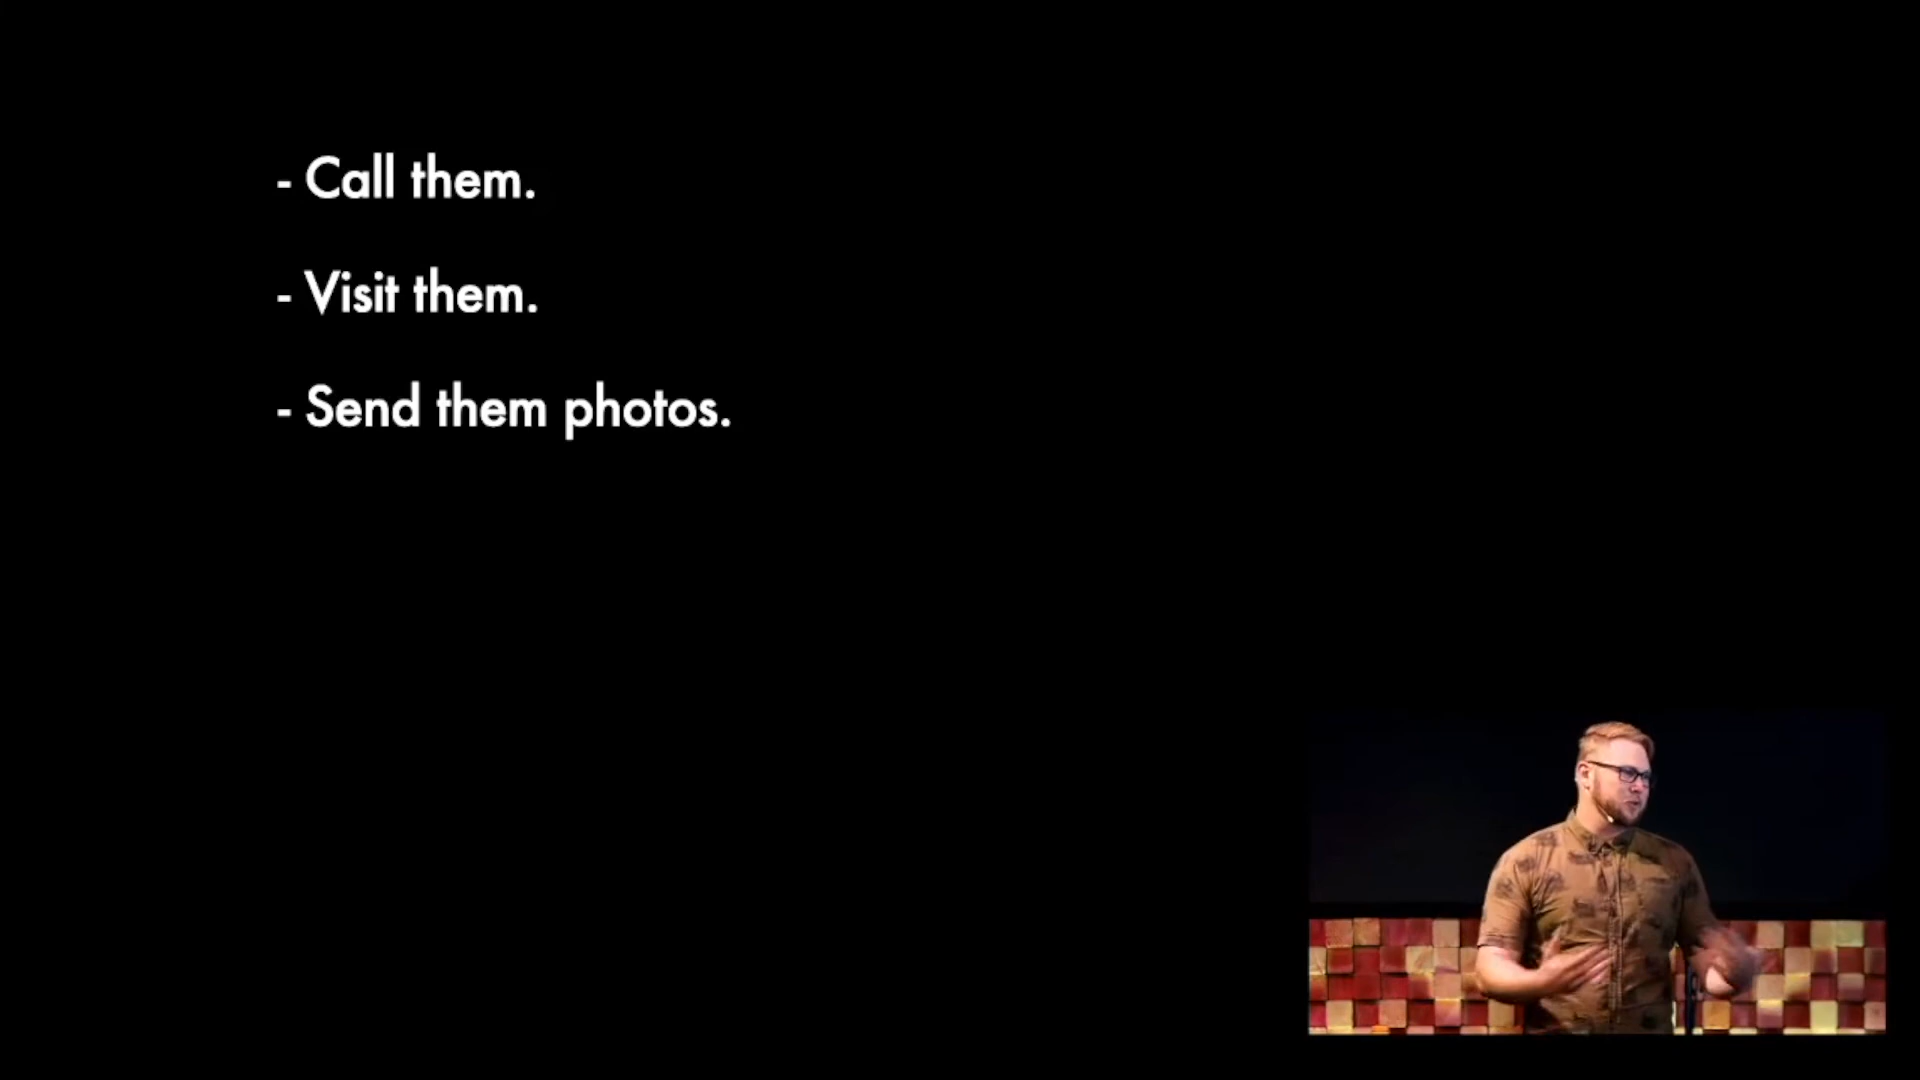 - Call them.
- Visit them.
- Send them photos.